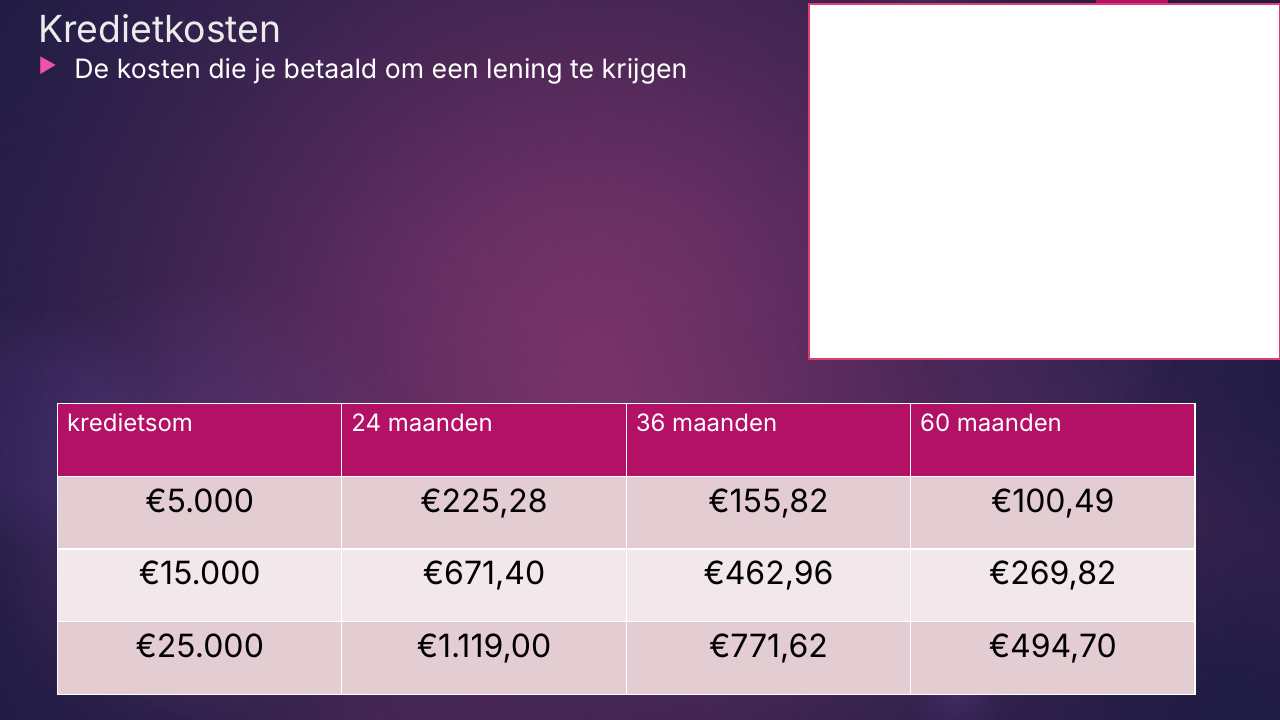 Kredietkosten
De kosten die je betaald om een lening te krijgen
kredietsom 24 maanden 36 maanden 60 maanden
€5.000 €225,28 €155,82 €100,49
€15.000 €671,40 €462,96 €269,82
€25.000 €1.119,00 €771,62 €494,70